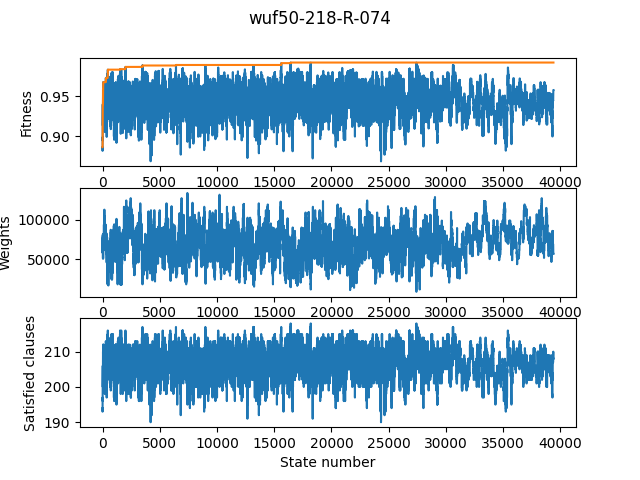 wuf50-218-R-074
Fitness
0.95
0.90
0 5000 10000 15000 20000 25000 30000 35000 40000
Weights
100000
50000
0 5000 10000 15000 20000 25000 30000 35000 40000
Satisfied clauses
210
200
190
0 5000 10000 15000 20000 25000 30000 35000 40000
State number